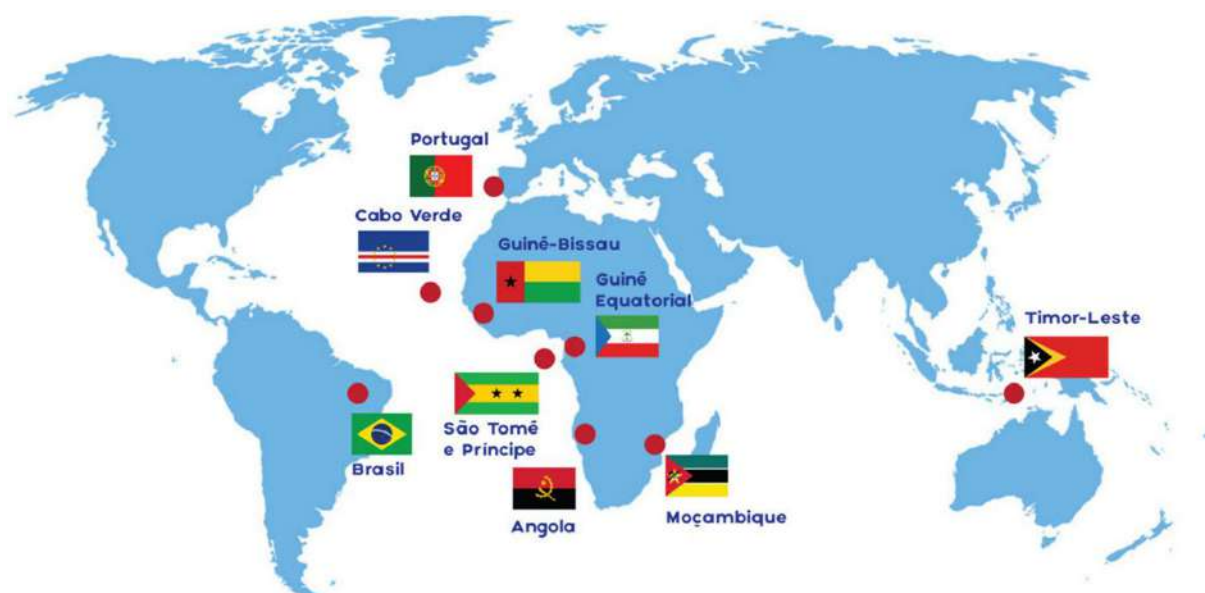 Portugal
Cabo Verde
Guiné-Bissau
Guiné
Equatorial
Timor-Leste
São Tomé
e Príncipe
Brasil
Angola
Moçambique